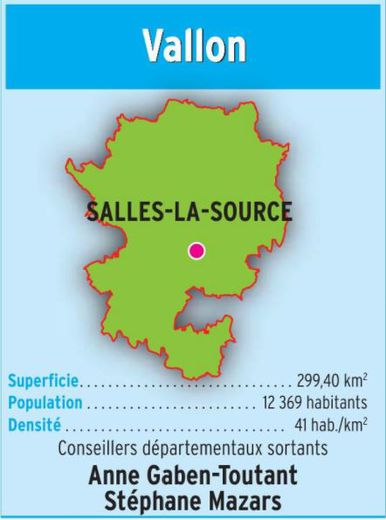 Vallon
SALLES-LA-SOURCE
Superficie............................ 299,40 km²
Population ....................... 12 369 habitants
Densité .............................. 41 hab./km²
Conseillers départementaux sortants
Anne Gaben-Toutant
Stéphane Mazars